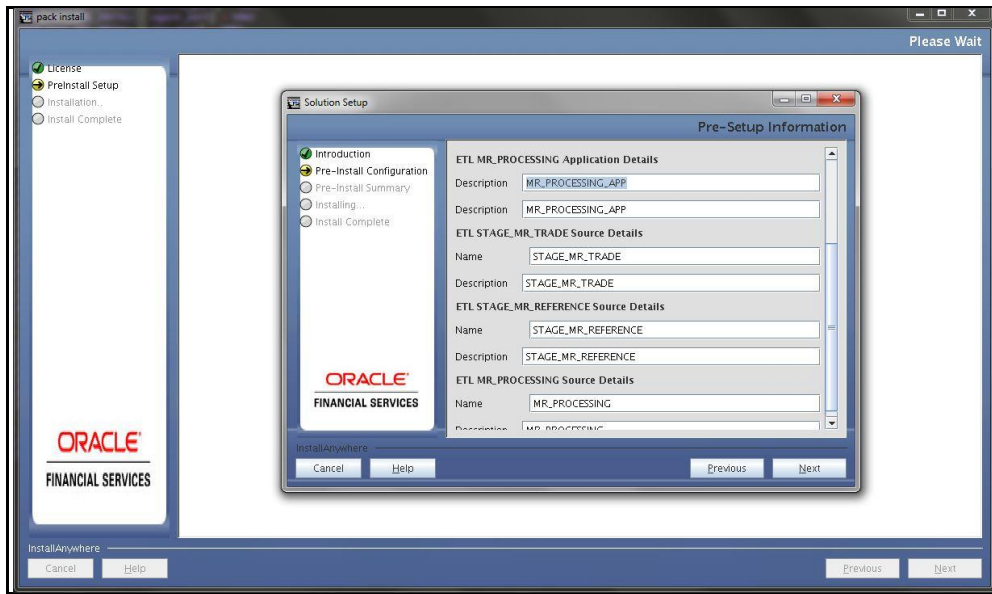 pack install
Please Wait
License
PreInstall Setup
Installation..
Install Complete
Solution Setup
Pre-Setup Information
Introduction
Pre-Install Configuration
Pre-Install Summary
Installing...
Install Complete
ETL MR_PROCESSING Application Details
Description MR_PROCESSING_APP
Description MR_PROCESSING_APP
ETL STAGE_MR_TRADE Source Details
Name STAGE_MR_TRADE
Description STAGE_MR_TRADE
ETL STAGE_MR_REFERENCE Source Details
Name STAGE_MR_REFERENCE
Description STAGE_MR_REFERENCE
ETL MR_PROCESSING Source Details
Name MR_PROCESSING
Description MR_PROCESSING
ORACLE
FINANCIAL SERVICES
InstallAnywhere
Cancel Help Previous Next
ORACLE
FINANCIAL SERVICES
InstallAnywhere
Cancel Help Previous Next